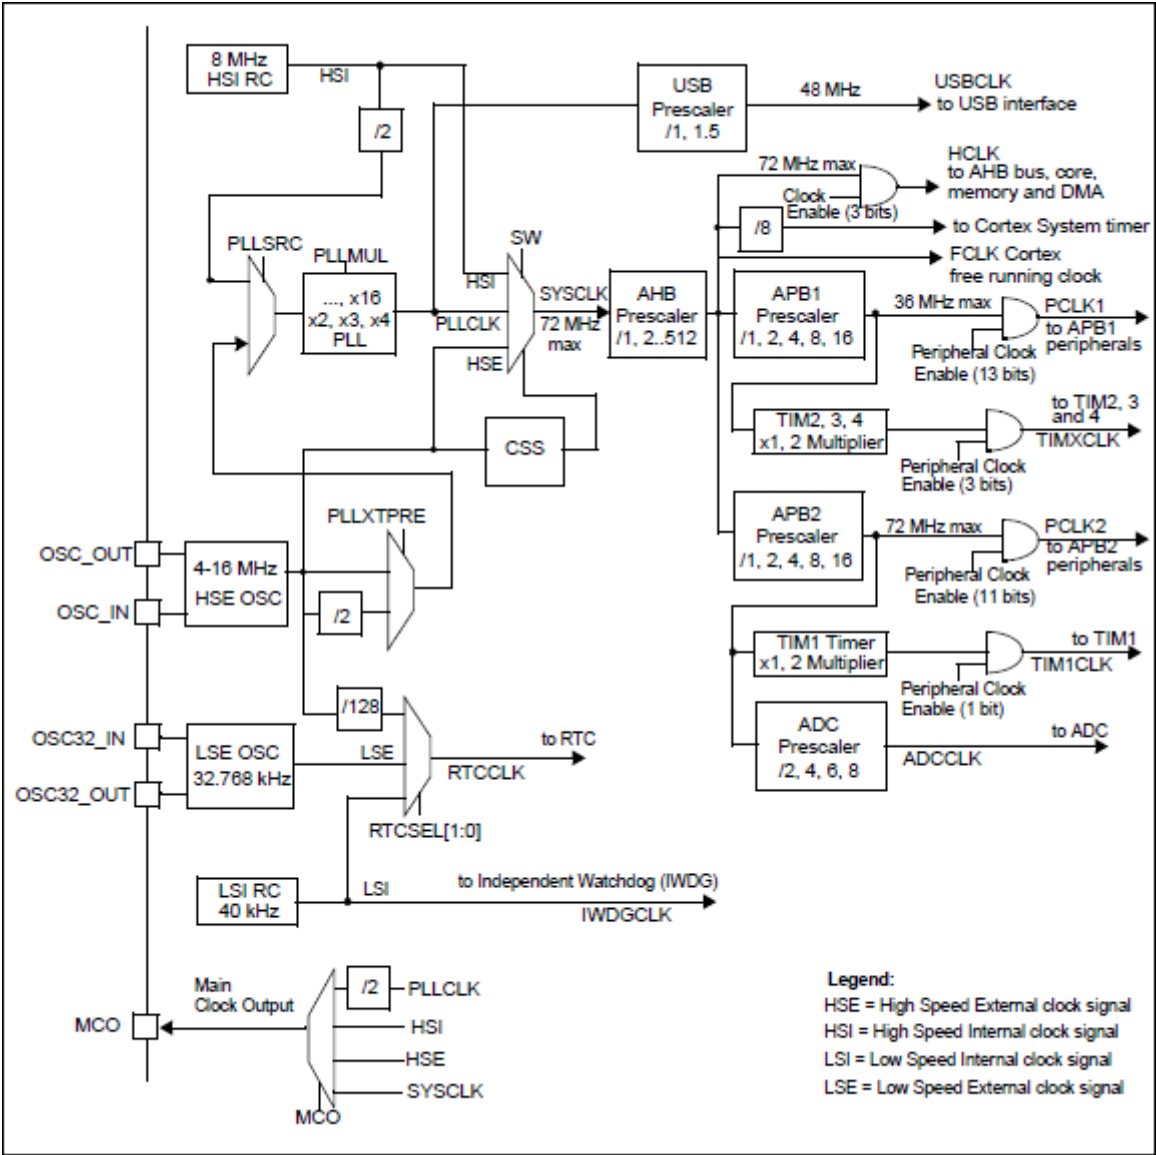 8 MHz
HSI RC
HSI
/2
USB
Prescaler
/1, 1.5
48 MHz
USBCLK
to USB interface
72 MHz max
Clock
Enable (3 bits)
HCLK
to AHB bus, core,
memory and DMA
/8
to Cortex System timer
FCLK Cortex
free running clock
PLLSRC
PLLMUL
..., x16
x2, x3, x4
PLL
SW
HSI
PLLCLK
HSE
SYSCLK
72 MHz
max
AHB
Prescaler
/1, 2..512
APB1
Prescaler
/1, 2, 4, 8, 16
36 MHz max
PCLK1
to APB1
peripherals
Peripheral Clock
Enable (13 bits)
TIM2, 3, 4
x1, 2 Multiplier
to TIM2, 3
and 4
TIMXCLK
Peripheral Clock
Enable (3 bits)
CSS
PLLXTPRE
OSC_OUT
OSC_IN
4-16 MHz
HSE OSC
/2
APB2
Prescaler
/1, 2, 4, 8, 16
72 MHz max
PCLK2
to APB2
peripherals
Peripheral Clock
Enable (11 bits)
TIM1 Timer
x1, 2 Multiplier
to TIM1
TIM1CLK
Peripheral Clock
Enable (1 bit)
ADC
Prescaler
/2, 4, 6, 8
to ADC
ADCCLK
/128
OSC32_IN
OSC32_OUT
LSE OSC
32.768 kHz
LSE
to RTC
RTCCLK
RTCSEL[1:0]
LSI RC
40 kHz
LSI
to Independent Watchdog (IWDG)
IWDGCLK
Main
Clock Output
MCO
/2
PLLCLK
HSI
HSE
SYSCLK
MCO
Legend:
HSE = High Speed External clock signal
HSI = High Speed Internal clock signal
LSI = Low Speed Internal clock signal
LSE = Low Speed External clock signal